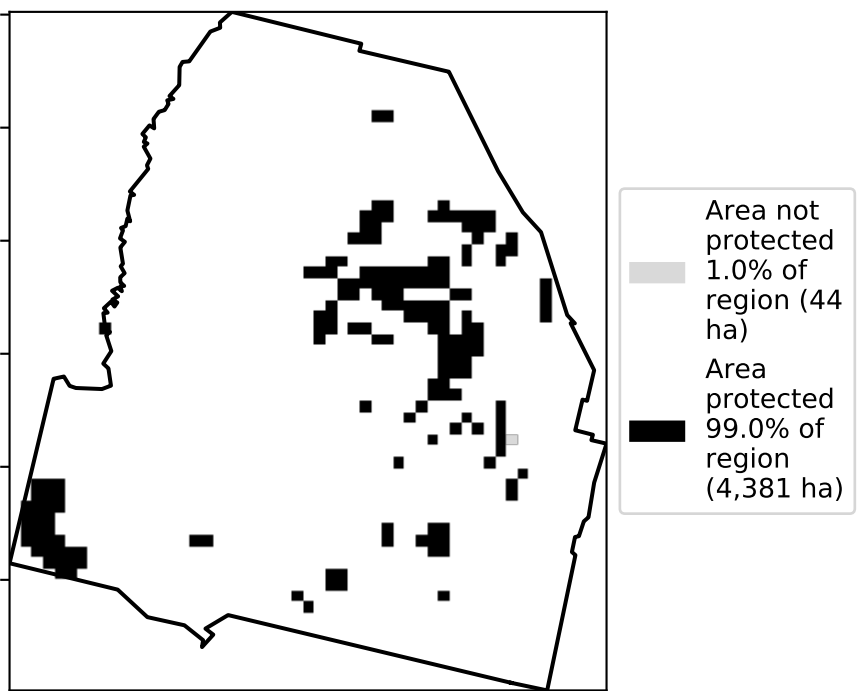 Area not
protected
1.0% of
region (44
ha)
Area
protected
99.0% of
region
(4,381 ha)